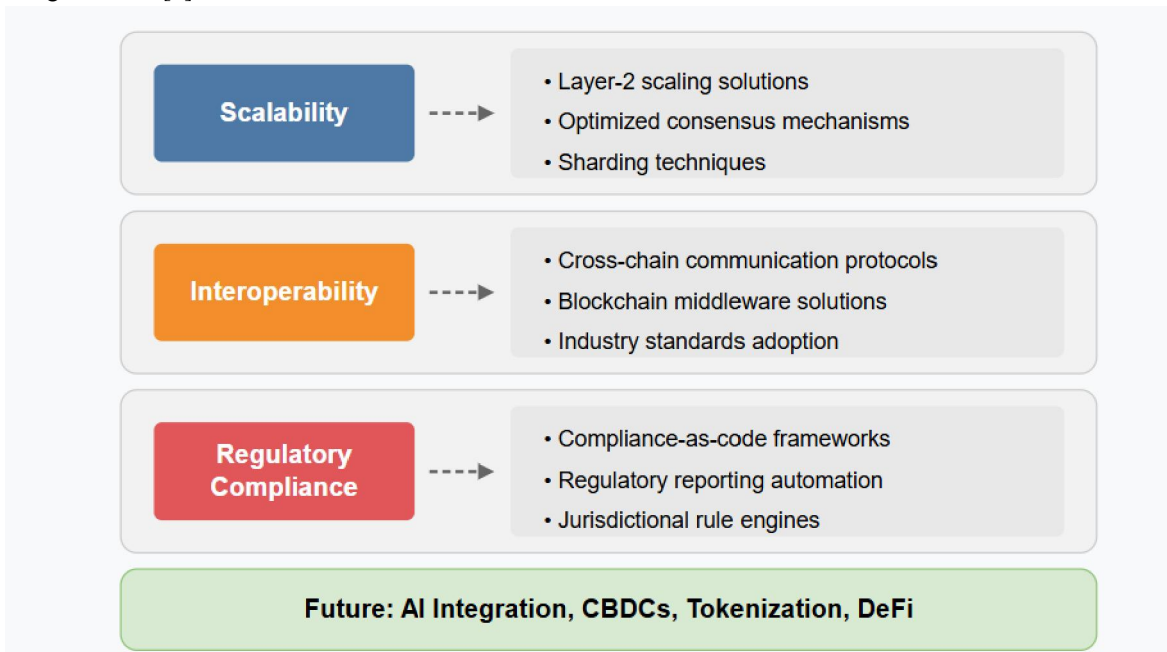 Scalability
• Layer-2 scaling solutions
• Optimized consensus mechanisms
• Sharding techniques
Interoperability
• Cross-chain communication protocols
• Blockchain middleware solutions
• Industry standards adoption
Regulatory
Compliance
• Compliance-as-code frameworks
• Regulatory reporting automation
• Jurisdictional rule engines
Future: AI Integration, CBDCs, Tokenization, DeFi